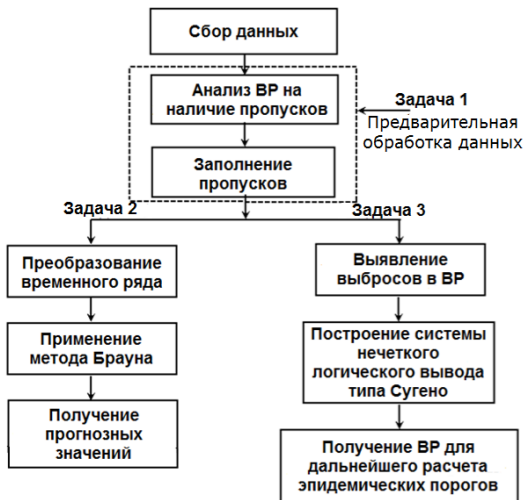 Сбор данных
Анализ ВР на
наличие пропусков
Задача 1
Предварительная
обработка данных
Заполнение
пропусков
Задача 2
Задача 3
Преобразование
временного ряда
Применение
метода Брауна
Получение
прогнозных
значений
Выявление
выбросов в ВР
Построение системы
нечеткого
логического вывода
типа Сугено
Получение ВР для
дальнейшего расчета
эпидемических порогов